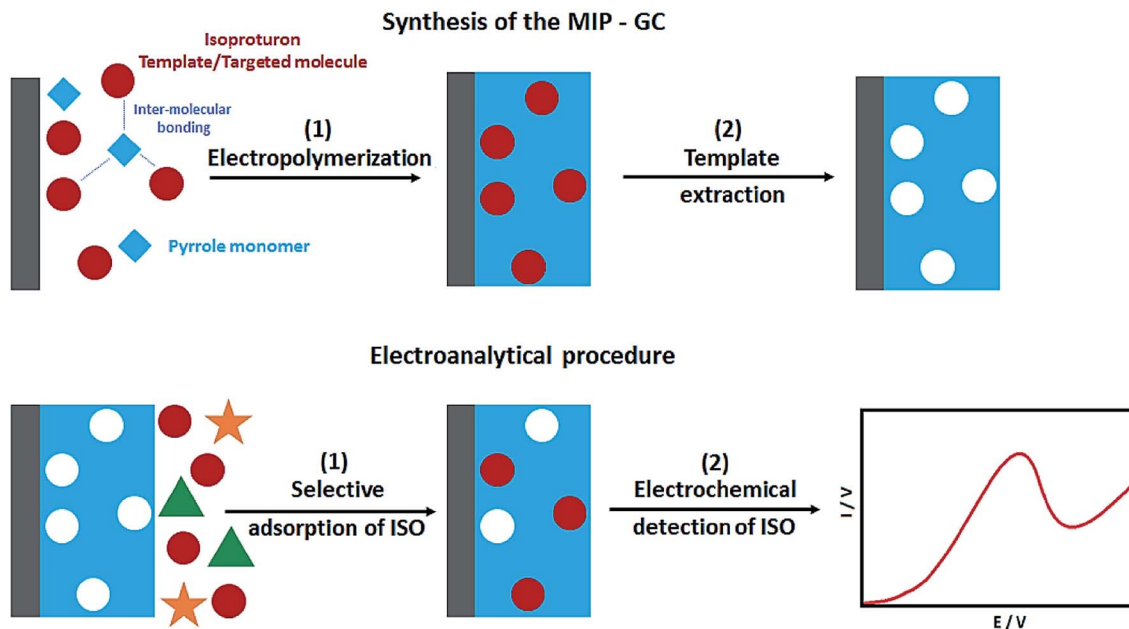 Synthesis of the MIP - GC
Isoproturon
Template/Targeted molecule
Inter-molecular
bonding
Pyrrole monomer
(1)
Electropolymerization
(2)
Template
extraction
Electroanalytical procedure
(1)
Selective
adsorption of ISO
(2)
Electrochemical
detection of ISO
I / V
E / V